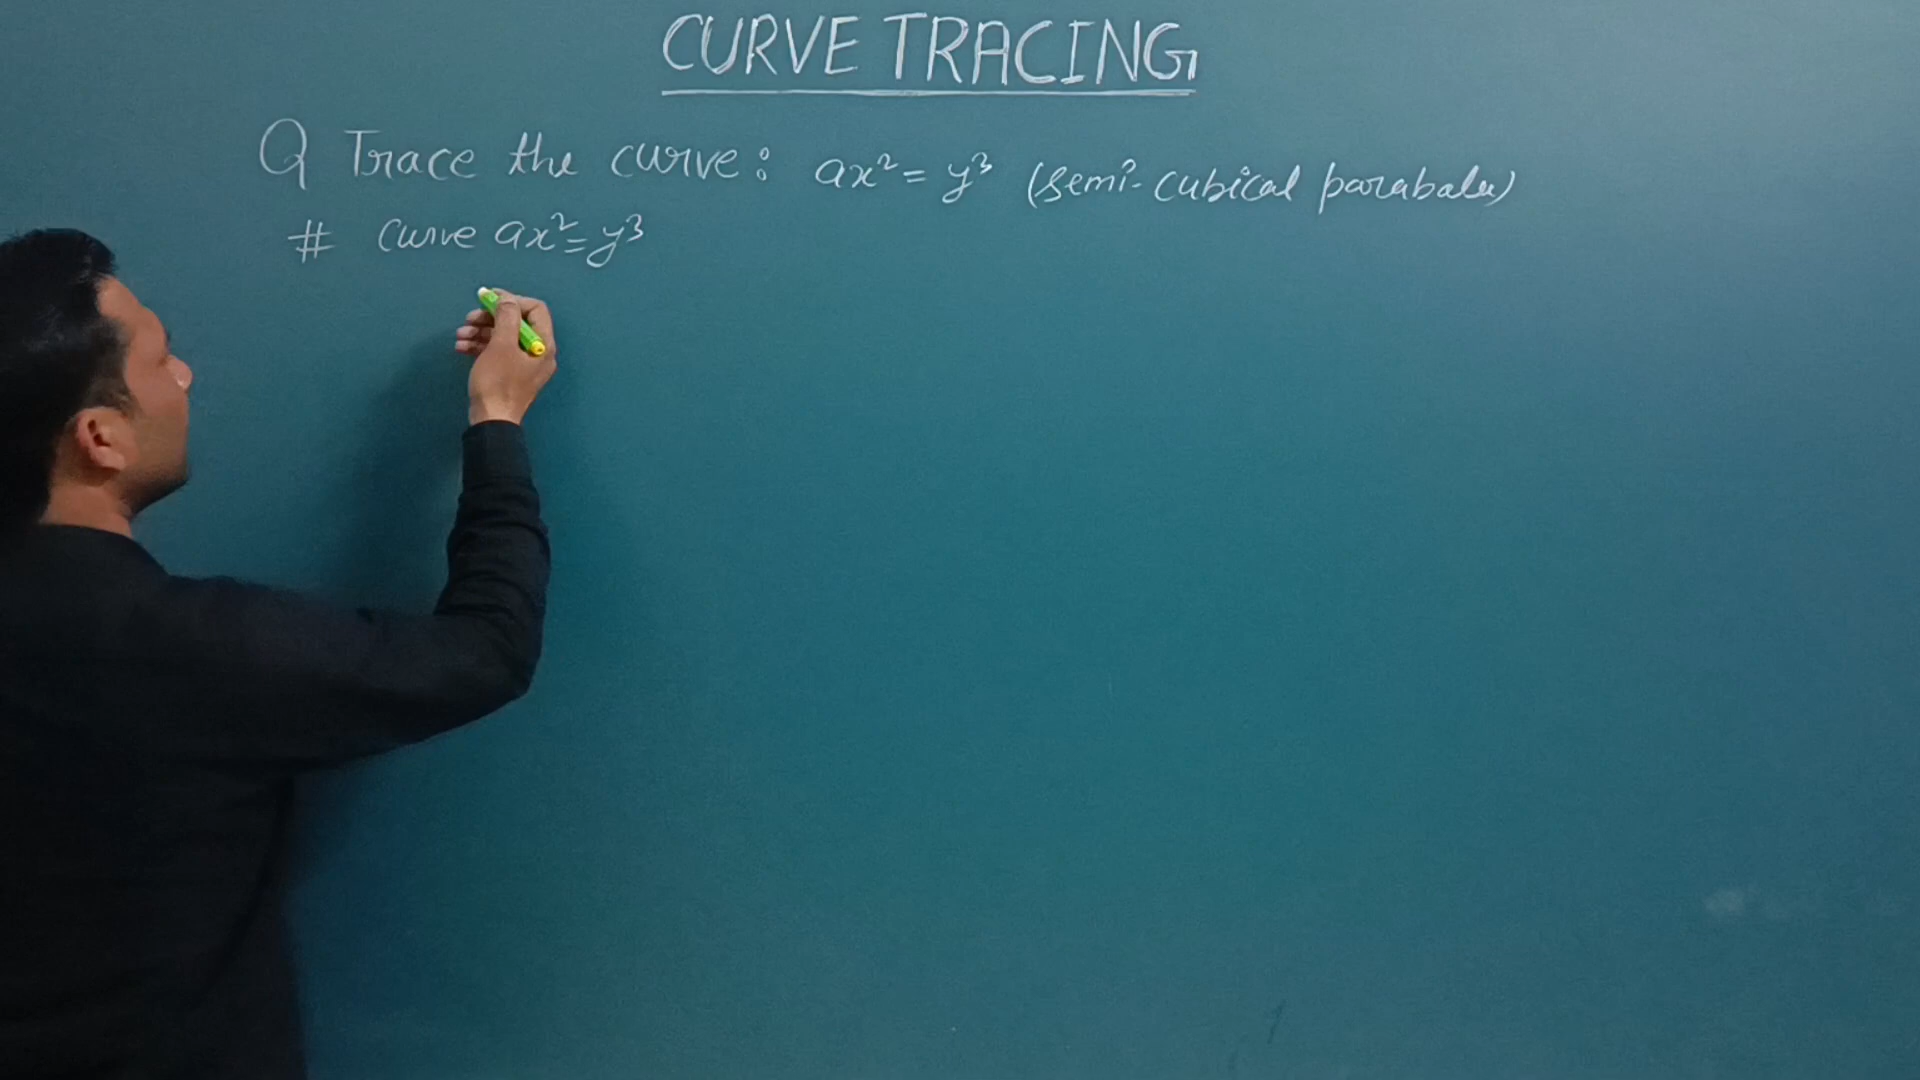 CURVE TRACING
Q Trace the curve: ax² = y³ (semi-cubical parabala)
# Curve ax² = y³